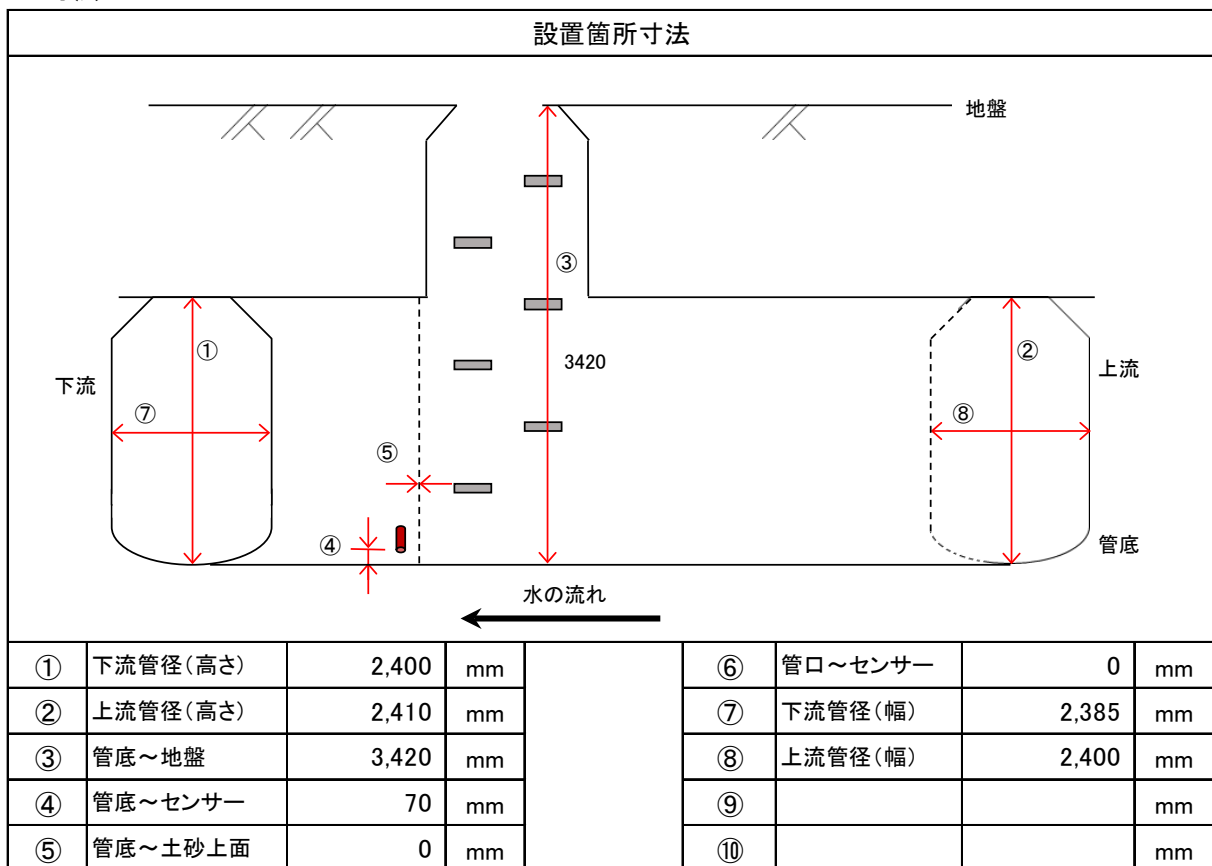 設置箇所寸法
地盤
③
① ②
3420
下流 上流
⑦ ⑧
⑤
④ 管底
水の流れ
① 下流管径(高さ) 2,400 mm ⑥ 管口~センサー 0 mm
② 上流管径(高さ) 2,410 mm ⑦ 下流管径(幅) 2,385 mm
③ 管底~地盤 3,420 mm ⑧ 上流管径(幅) 2,400 mm
④ 管底~センサー 70 mm ⑨ mm
⑤ 管底~土砂上面 0 mm ⑩ mm